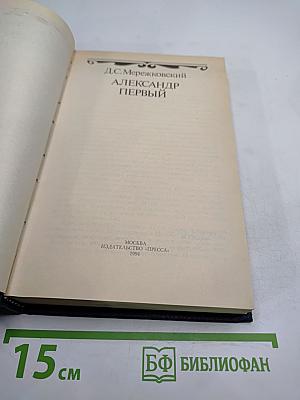 Д.С.Мережковский
АЛЕКСАНДР
ПЕРВЫЙ
МОСКВА
ИЗДАТЕЛЬСТВО «ПРЕССА»
1994
15 см
БФ БИБЛИОФАН